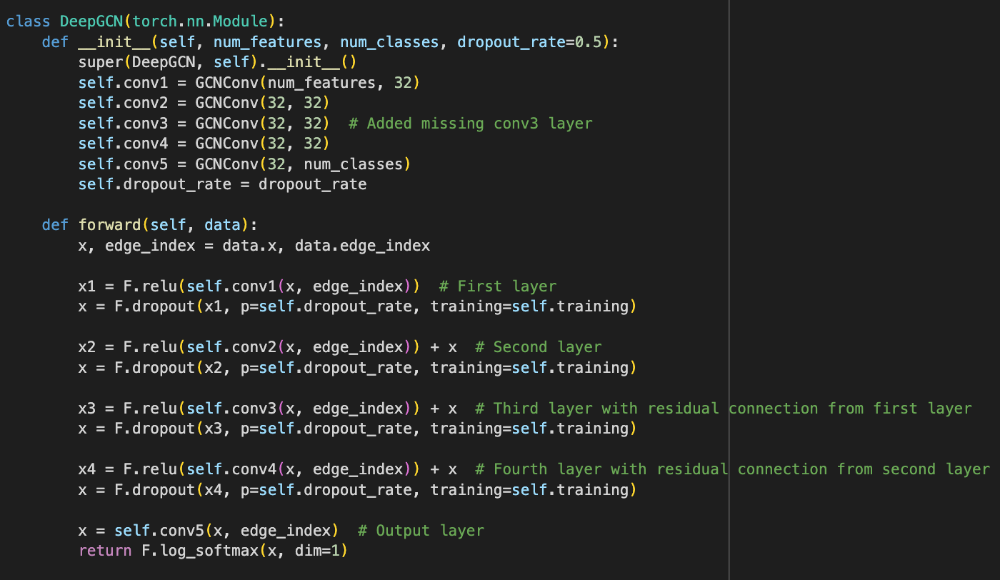 class DeepGCN(torch.nn.Module):
    def __init__(self, num_features, num_classes, dropout_rate=0.5):
        super(DeepGCN, self).__init__()
        self.conv1 = GCNConv(num_features, 32)
        self.conv2 = GCNConv(32, 32)
        self.conv3 = GCNConv(32, 32)  # Added missing conv3 layer
        self.conv4 = GCNConv(32, 32)
        self.conv5 = GCNConv(32, num_classes)
        self.dropout_rate = dropout_rate

    def forward(self, data):
        x, edge_index = data.x, data.edge_index

        x1 = F.relu(self.conv1(x, edge_index))  # First layer
        x = F.dropout(x1, p=self.dropout_rate, training=self.training)

        x2 = F.relu(self.conv2(x, edge_index)) + x  # Second layer
        x = F.dropout(x2, p=self.dropout_rate, training=self.training)

        x3 = F.relu(self.conv3(x, edge_index)) + x  # Third layer with residual connection from first layer
        x = F.dropout(x3, p=self.dropout_rate, training=self.training)

        x4 = F.relu(self.conv4(x, edge_index)) + x  # Fourth layer with residual connection from second layer
        x = F.dropout(x4, p=self.dropout_rate, training=self.training)

        x = self.conv5(x, edge_index)  # Output layer
        return F.log_softmax(x, dim=1)